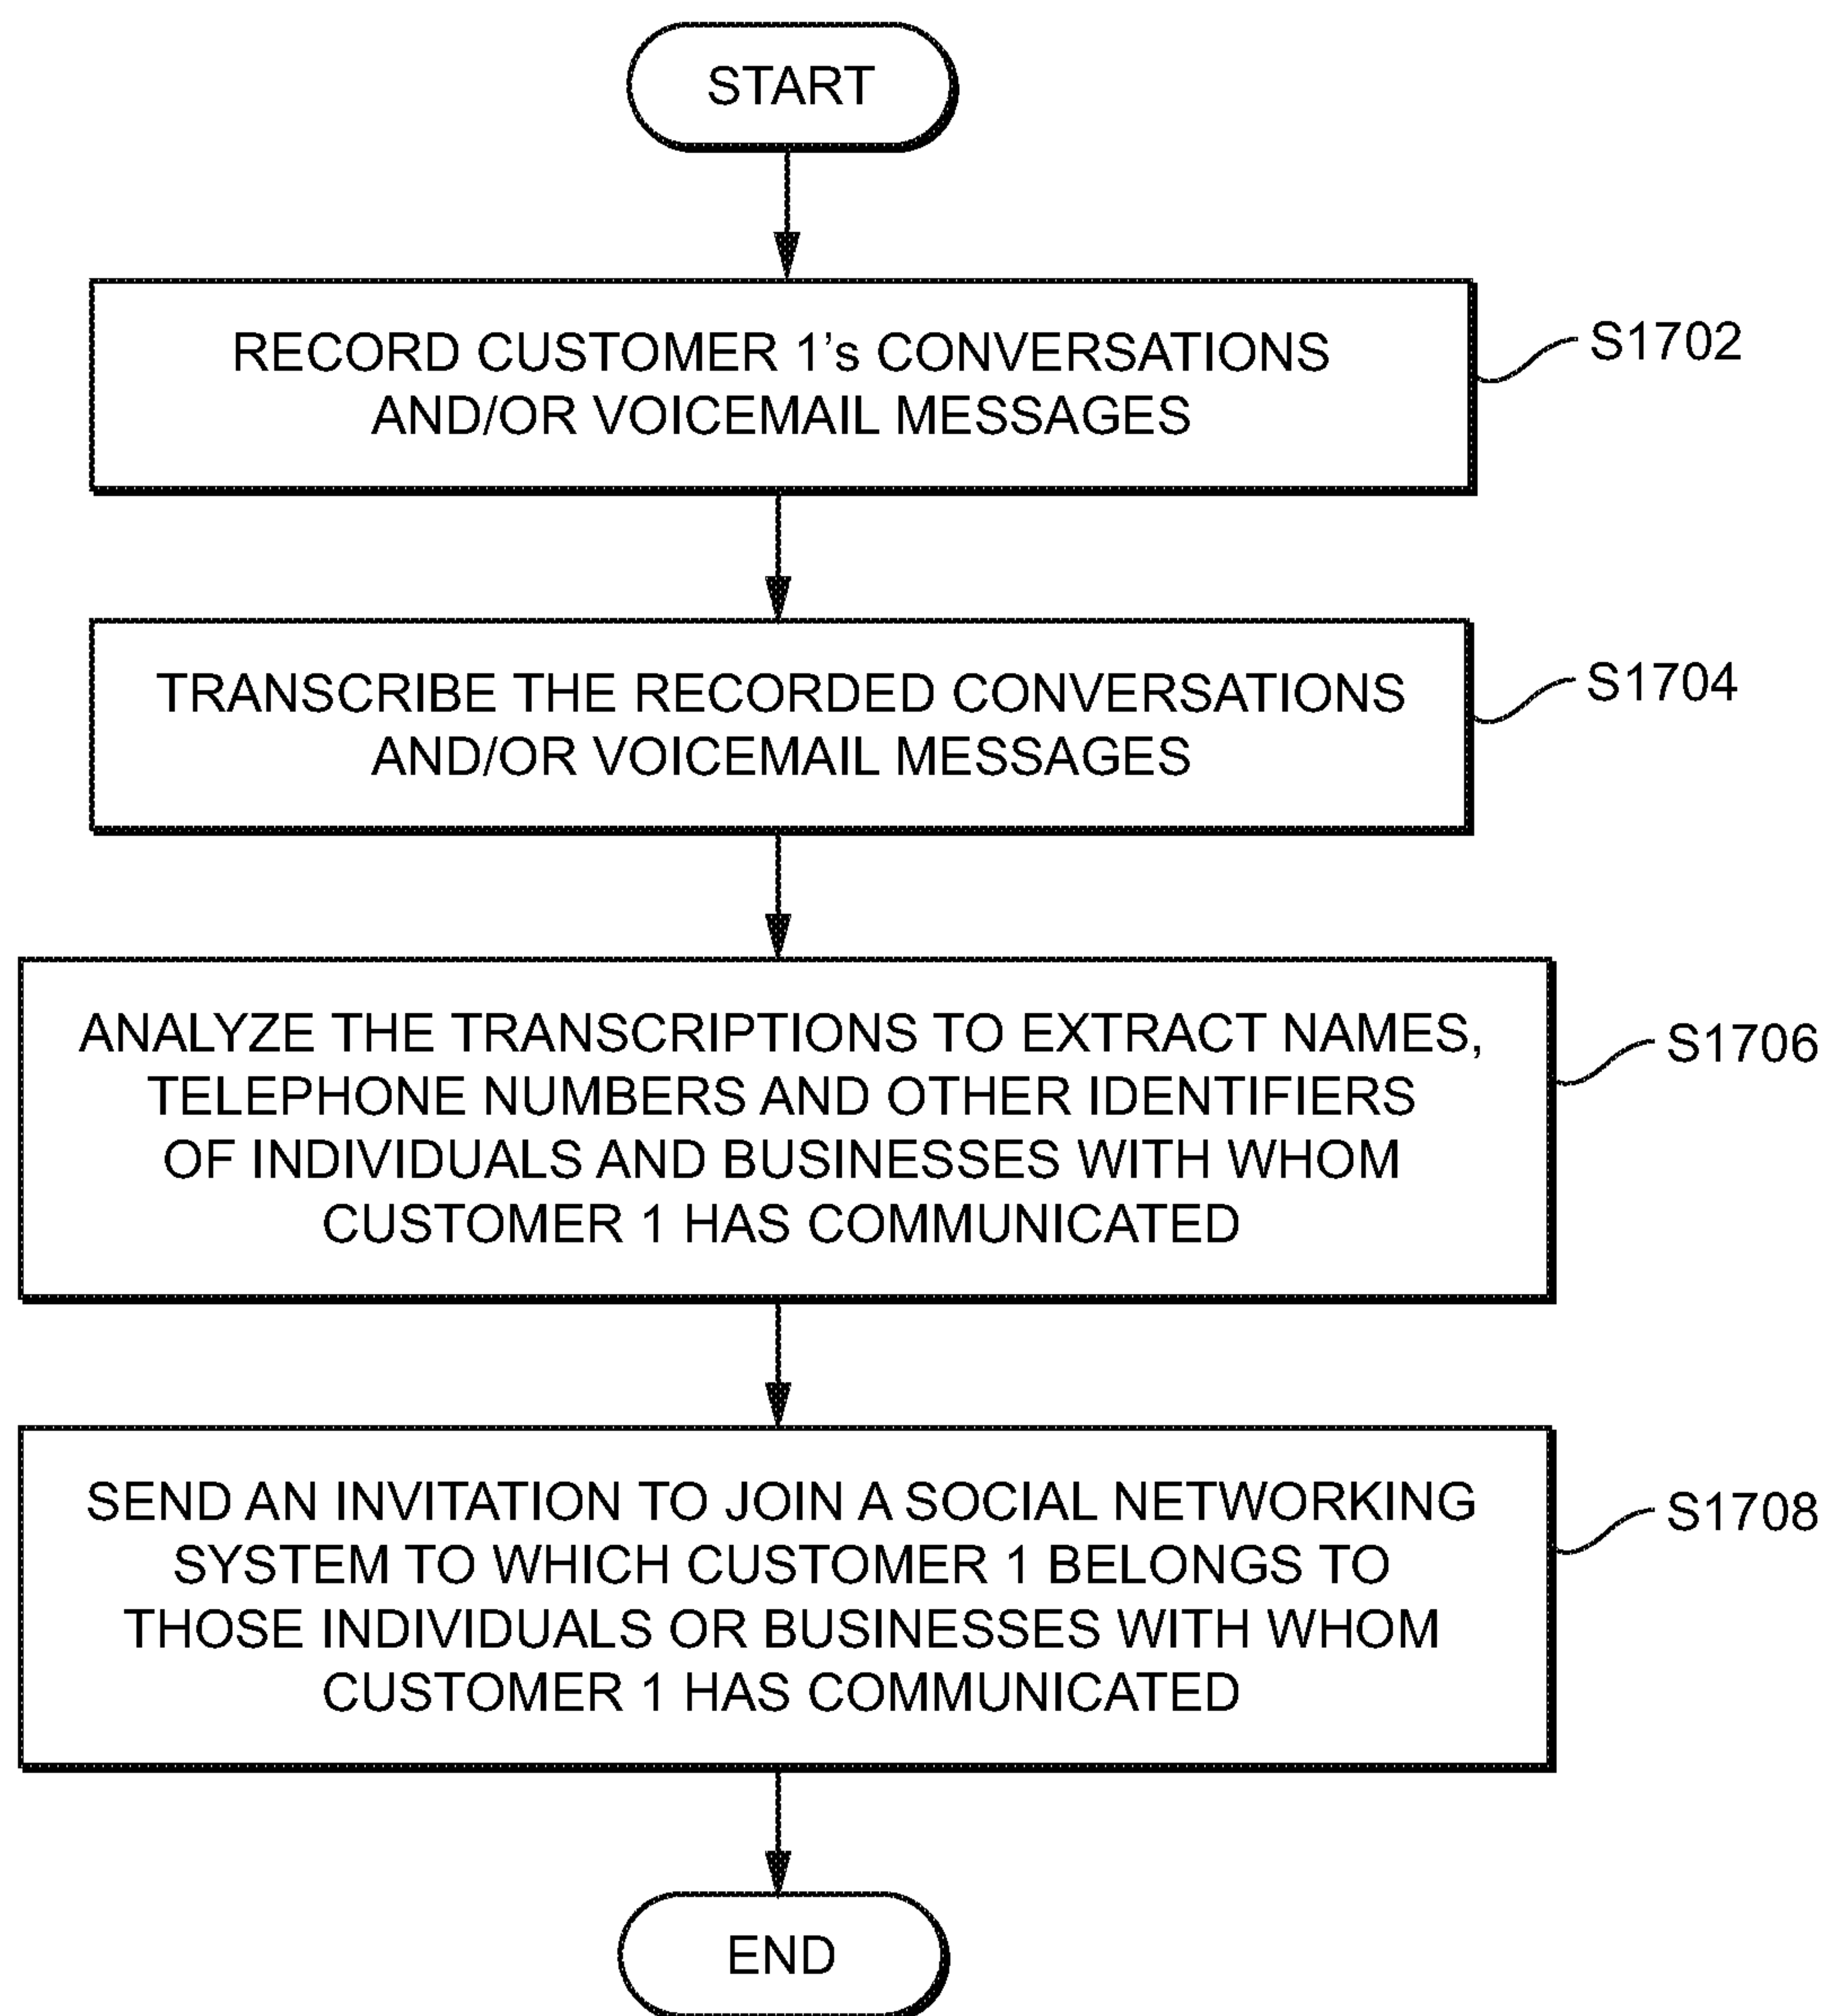 START
RECORD CUSTOMER 1’s CONVERSATIONS
AND/OR VOICEMAIL MESSAGES
S1702
TRANSCRIBE THE RECORDED CONVERSATIONS
AND/OR VOICEMAIL MESSAGES
S1704
ANALYZE THE TRANSCRIPTIONS TO EXTRACT NAMES,
TELEPHONE NUMBERS AND OTHER IDENTIFIERS
OF INDIVIDUALS AND BUSINESSES WITH WHOM
CUSTOMER 1 HAS COMMUNICATED
S1706
SEND AN INVITATION TO JOIN A SOCIAL NETWORKING
SYSTEM TO WHICH CUSTOMER 1 BELONGS TO
THOSE INDIVIDUALS OR BUSINESSES WITH WHOM
CUSTOMER 1 HAS COMMUNICATED
S1708
END